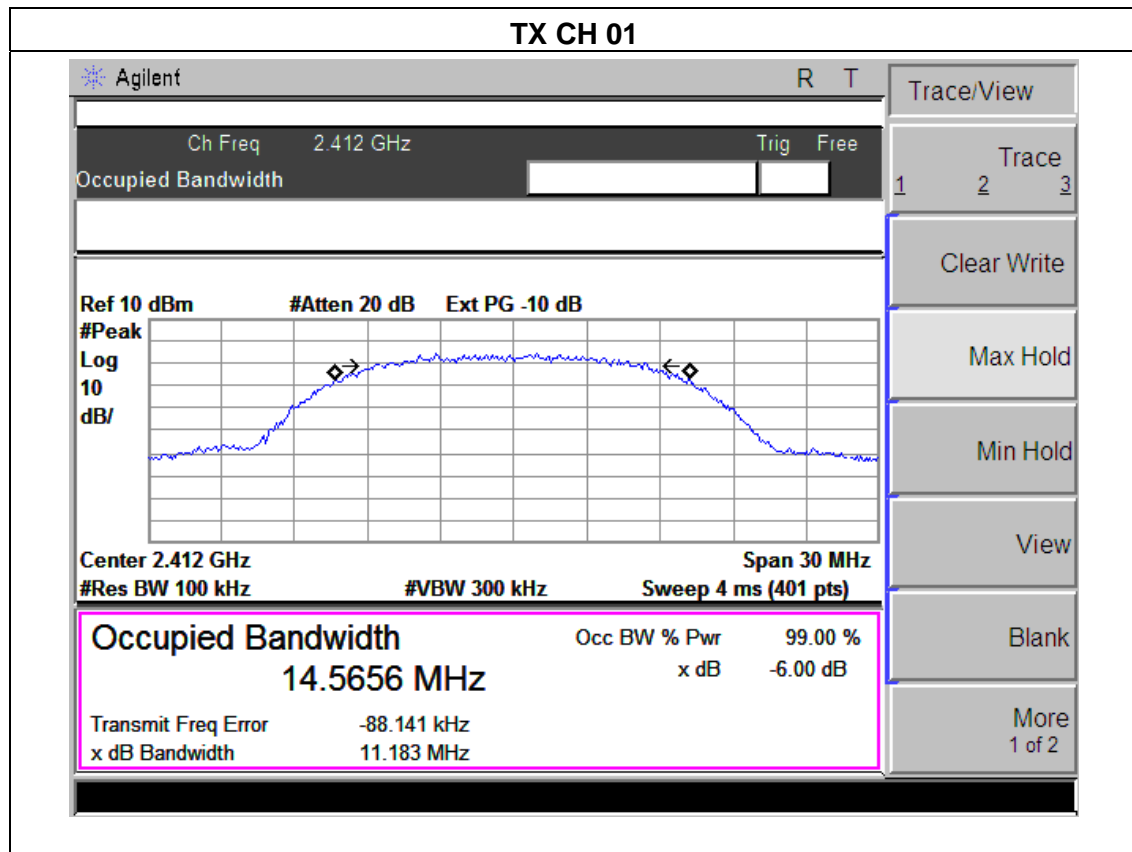 TX CH 01
Agilent R T
Trace/View
Ch Freq 2.412 GHz Trig Free
Occupied Bandwidth
Trace
1 2 3
Clear Write
Ref 10 dBm #Atten 20 dB Ext PG -10 dB
#Peak
Log
10
dB/
Max Hold
Min Hold
View
Center 2.412 GHz Span 30 MHz
#Res BW 100 kHz #VBW 300 kHz Sweep 4 ms (401 pts)
Occupied Bandwidth Occ BW % Pwr 99.00 %
14.5656 MHz x dB -6.00 dB
Blank
Transmit Freq Error -88.141 kHz
x dB Bandwidth 11.183 MHz
More
1 of 2